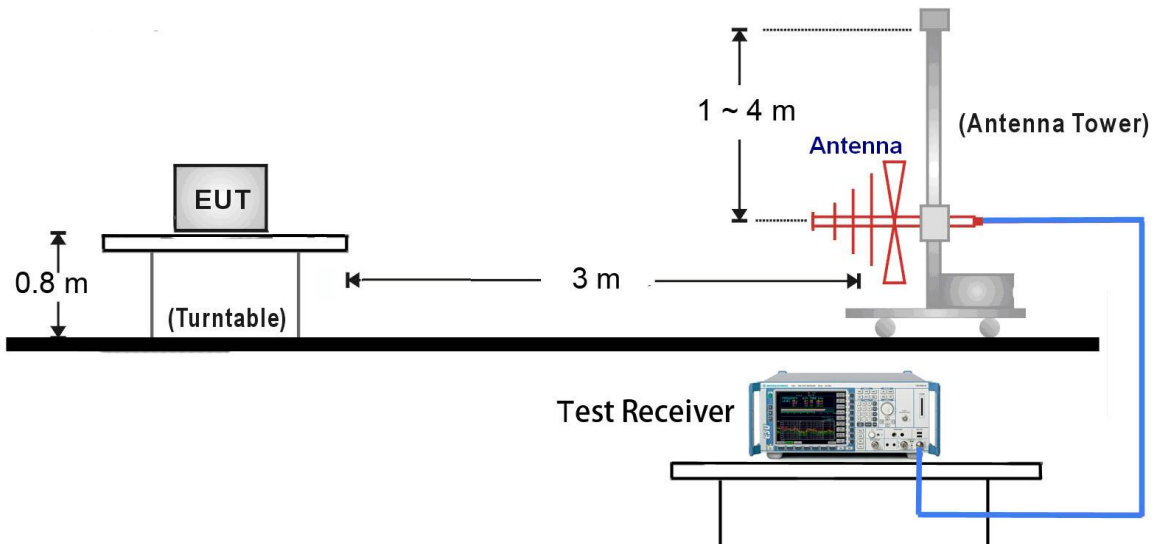 1 ~ 4 m
(Antenna Tower)
Antenna
EUT
0.8 m
3 m
(Turntable)
Test Receiver